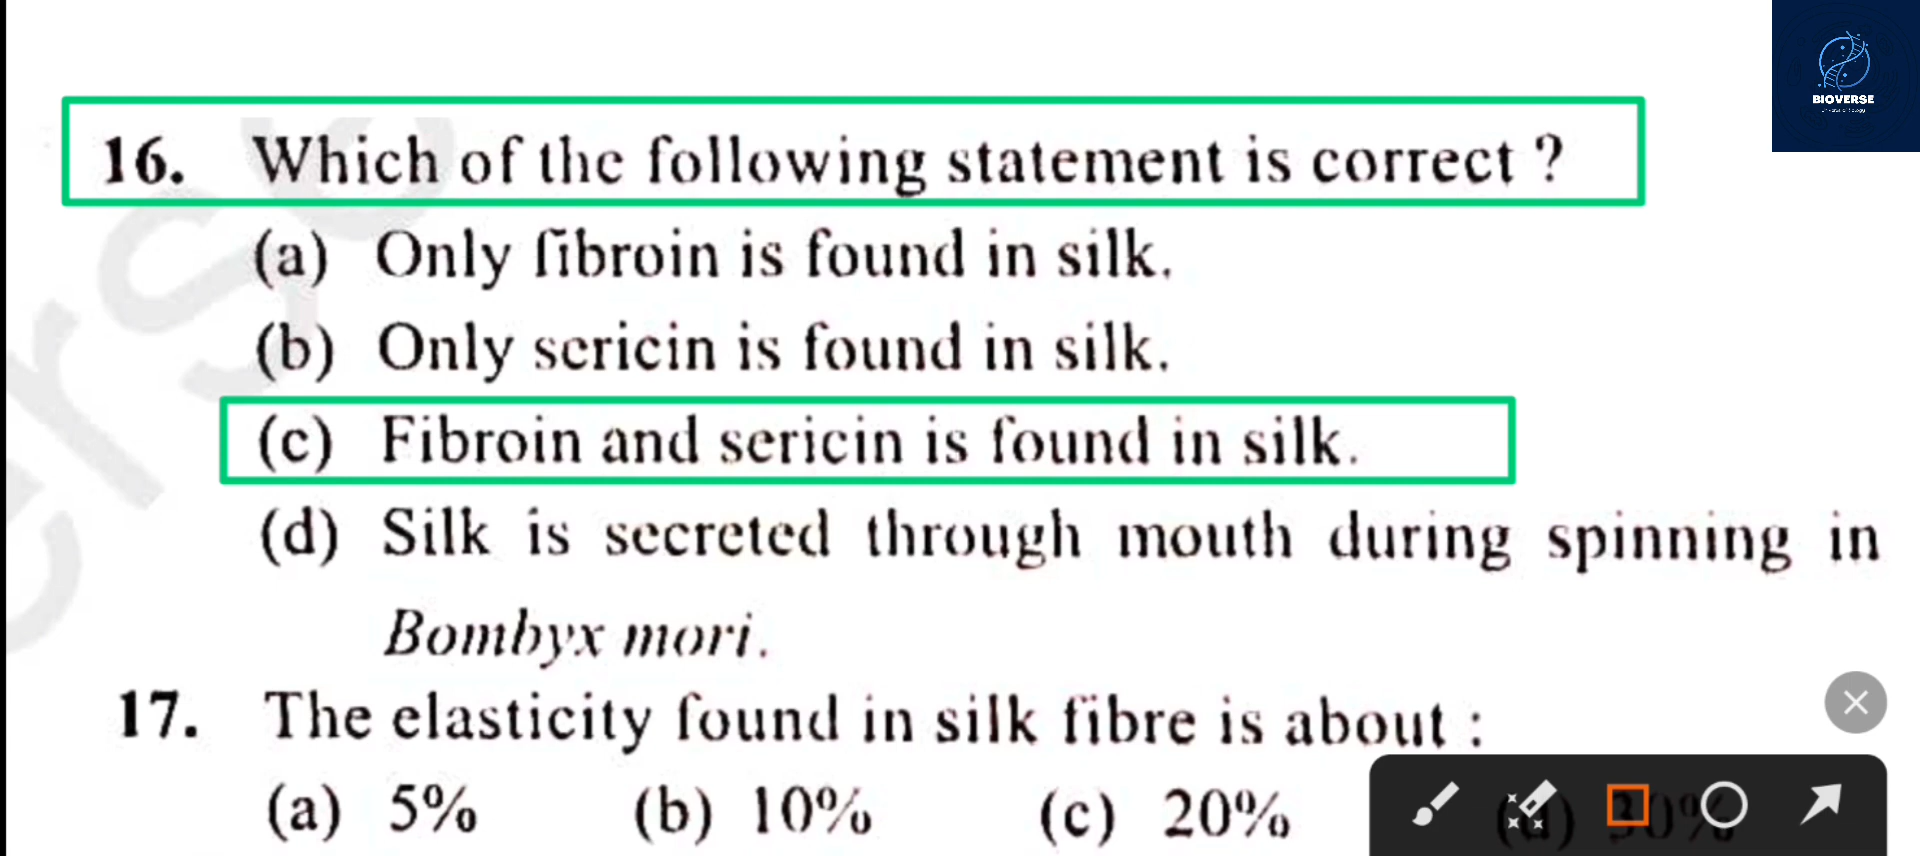 BIOVERSE
16. Which of the following statement is correct ?
(a) Only fibroin is found in silk.
(b) Only sericin is found in silk.
(c) Fibroin and sericin is found in silk.
(d) Silk is secreted through mouth during spinning in
Bombyx mori.
17. The elasticity found in silk fibre is about :
(a) 5% (b) 10% (c) 20% (d) 30%